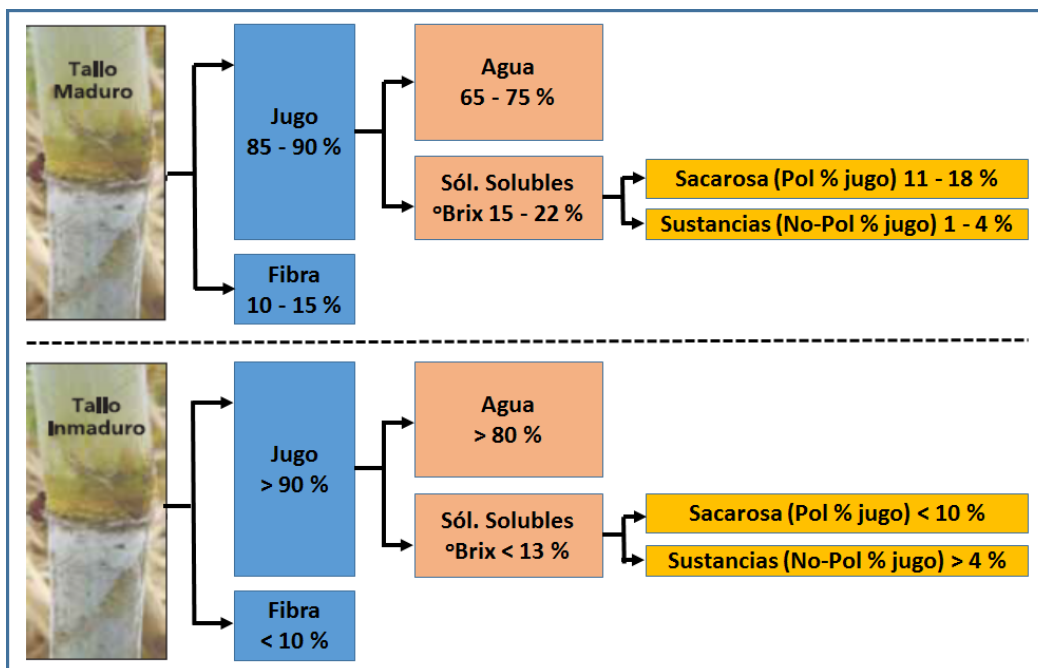 Tallo
Maduro
Jugo
85 - 90 %
Fibra
10 - 15 %
Agua
65 - 75 %
Sól. Solubles
°Brix 15 - 22 %
Sacarosa (Pol % jugo) 11 - 18 %
Sustancias (No-Pol % jugo) 1 - 4 %
Tallo
Inmaduro
Jugo
> 90 %
Fibra
< 10 %
Agua
> 80 %
Sól. Solubles
°Brix < 13 %
Sacarosa (Pol % jugo) < 10 %
Sustancias (No-Pol % jugo) > 4 %